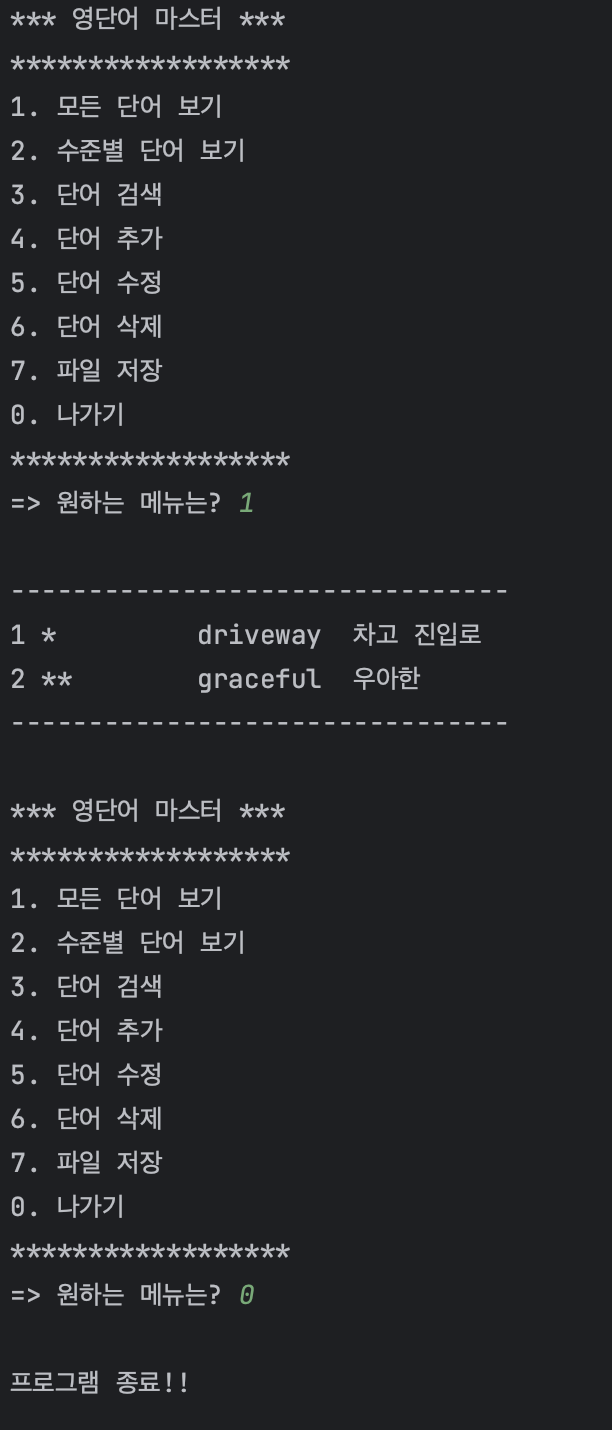 *** 영단어 마스터 ***
******************
1. 모든 단어 보기
2. 수준별 단어 보기
3. 단어 검색
4. 단어 추가
5. 단어 수정
6. 단어 삭제
7. 파일 저장
0. 나가기
******************
=> 원하는 메뉴는? 1
--------------------------------
1 *         driveway  차고 진입로
2 **        graceful  우아한
--------------------------------
*** 영단어 마스터 ***
******************
1. 모든 단어 보기
2. 수준별 단어 보기
3. 단어 검색
4. 단어 추가
5. 단어 수정
6. 단어 삭제
7. 파일 저장
0. 나가기
******************
=> 원하는 메뉴는? 0
프로그램 종료!!